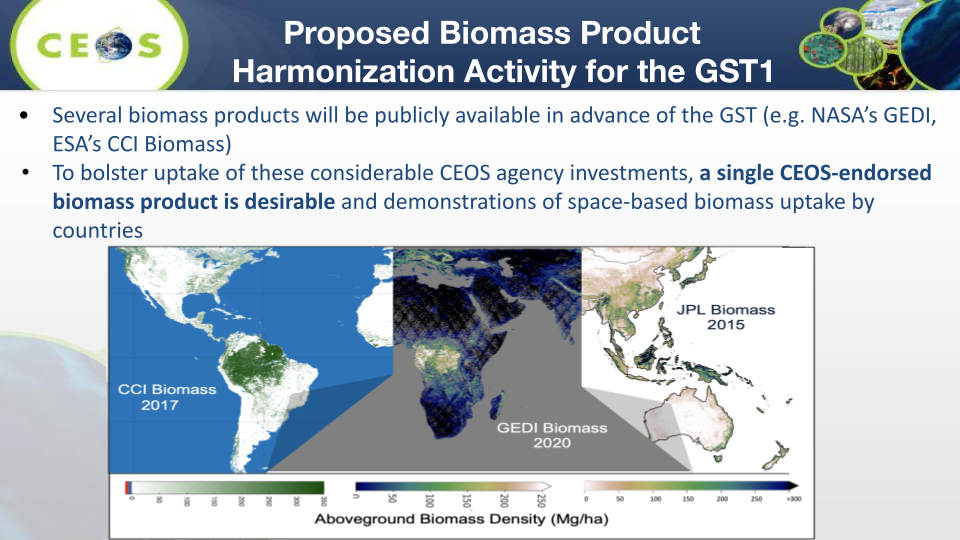 CEOS
Proposed Biomass Product
Harmonization Activity for the GST1
• Several biomass products will be publicly available in advance of the GST (e.g. NASA's GEDI,
ESA's CCI Biomass)
• To bolster uptake of these considerable CEOS agency investments, a single CEOS-endorsed
biomass product is desirable and demonstrations of space-based biomass uptake by
countries
JPL Biomass
2015
CCI Biomass
2017
GEDI Biomass
2020
0 50 100 150 200 250 300 350
0 50 100 150 200 250
0 50 100 150 200 250 >300
Aboveground Biomass Density (Mg/ha)